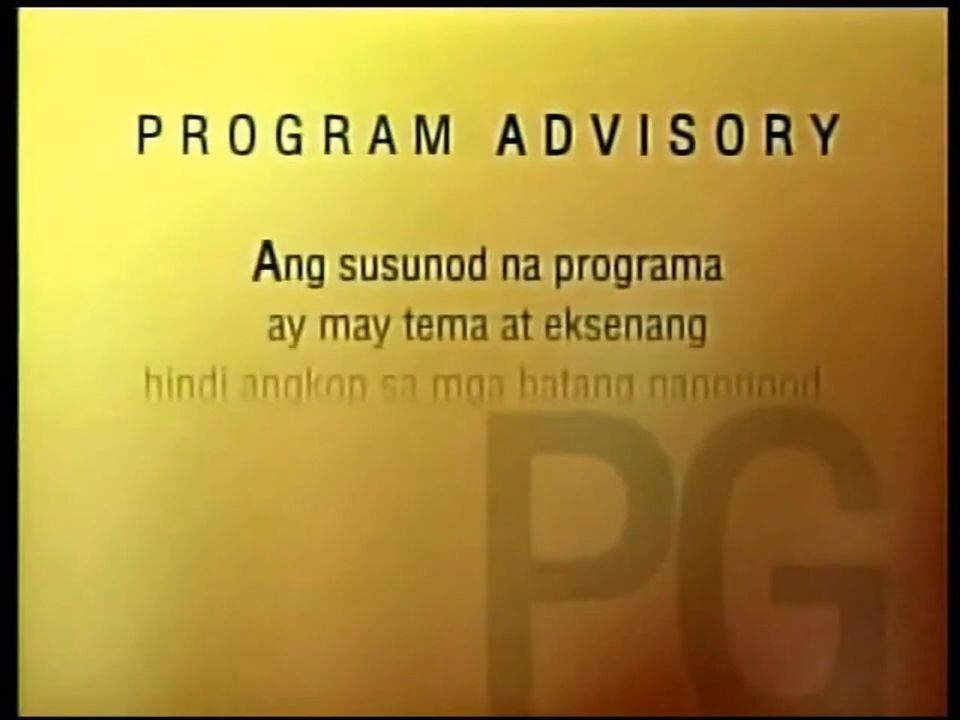 PROGRAM ADVISORY
Ang susunod na programa
ay may tema at eksenang
hindi angkop sa mga batang nanonood
PG